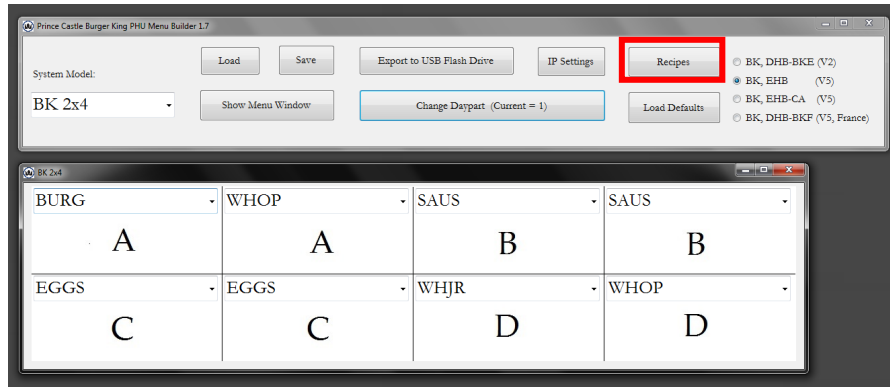 Prince Castle Burger King PHU Menu Builder 1.7
System Model:
BK 2x4
Load
Save
Export to USB Flash Drive
IP Settings
Recipes
Show Menu Window
Change Daypart (Current = 1)
Load Defaults
BK, DHB-BKE (V2)
BK, EHB (V5)
BK, EHB-CA (V5)
BK, DHB-BKF (V5, France)
BK 2x4
BURG
WHOP
SAUS
SAUS
A
A
B
B
EGGS
EGGS
WHJR
WHOP
C
C
D
D